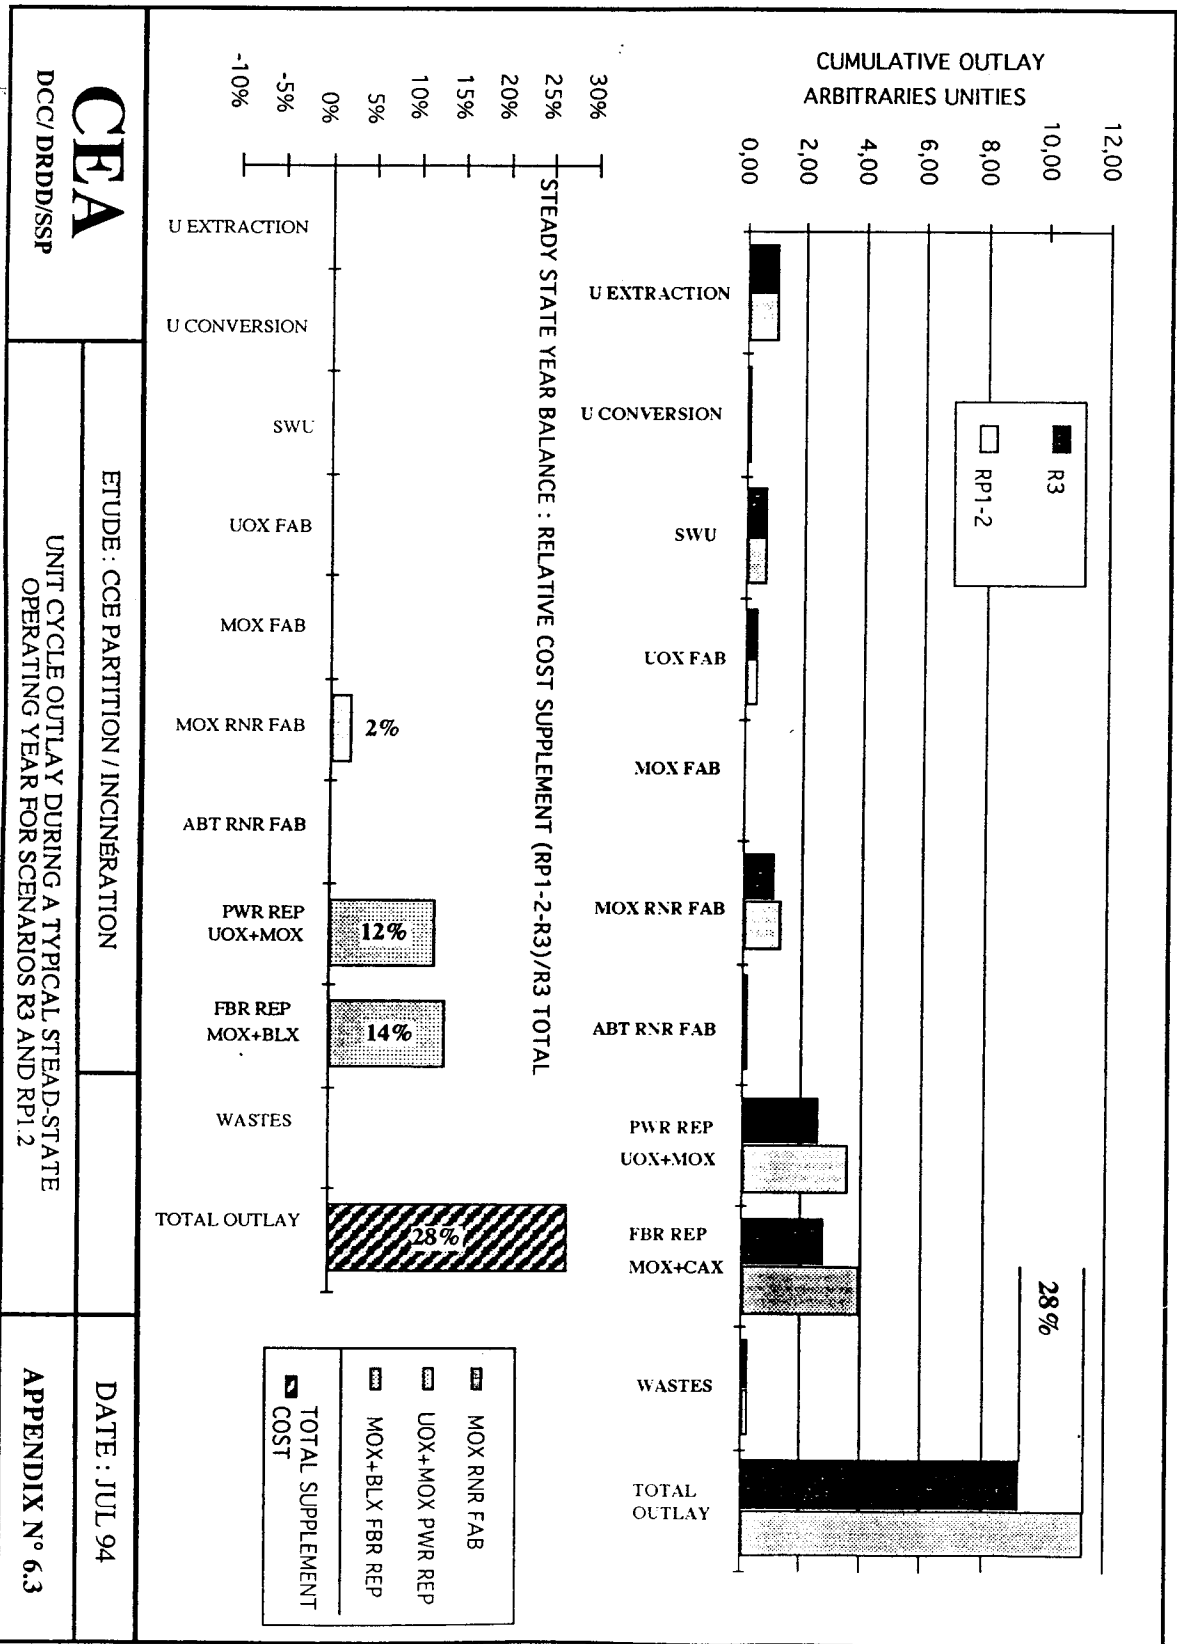 CUMULATIVE OUTLAY
ARBITRARIES UNITIES
12,00
10,00
8,00
6,00
4,00
2,00
0,00
R3
RP1-2
28%
U EXTRACTION
U CONVERSION
SWU
UOX FAB
MOX FAB
MOX RNR FAB
ABT RNR FAB
PWR REP
UOX+MOX
FBR REP
MOX+CAX
WASTES
TOTAL
OUTLAY
STEADY STATE YEAR BALANCE : RELATIVE COST SUPPLEMENT (RP1-2-R3)/R3 TOTAL
30%
25%
20%
15%
10%
5%
0%
-5%
-10%
2%
12%
14%
28%
U EXTRACTION
U CONVERSION
SWU
UOX FAB
MOX FAB
MOX RNR FAB
ABT RNR FAB
PWR REP
UOX+MOX
FBR REP
MOX+BLX
WASTES
TOTAL OUTLAY
MOX RNR FAB
UOX+MOX PWR REP
MOX+BLX FBR REP
TOTAL SUPPLEMENT
COST
CEA
DCC/ DRDD/SSP
ETUDE : CCE PARTITION / INCINÉRATION
UNIT CYCLE OUTLAY DURING A TYPICAL STEAD-STATE
OPERATING YEAR FOR SCENARIOS R3 AND RP1.2
DATE : JUL 94
APPENDIX N° 6.3